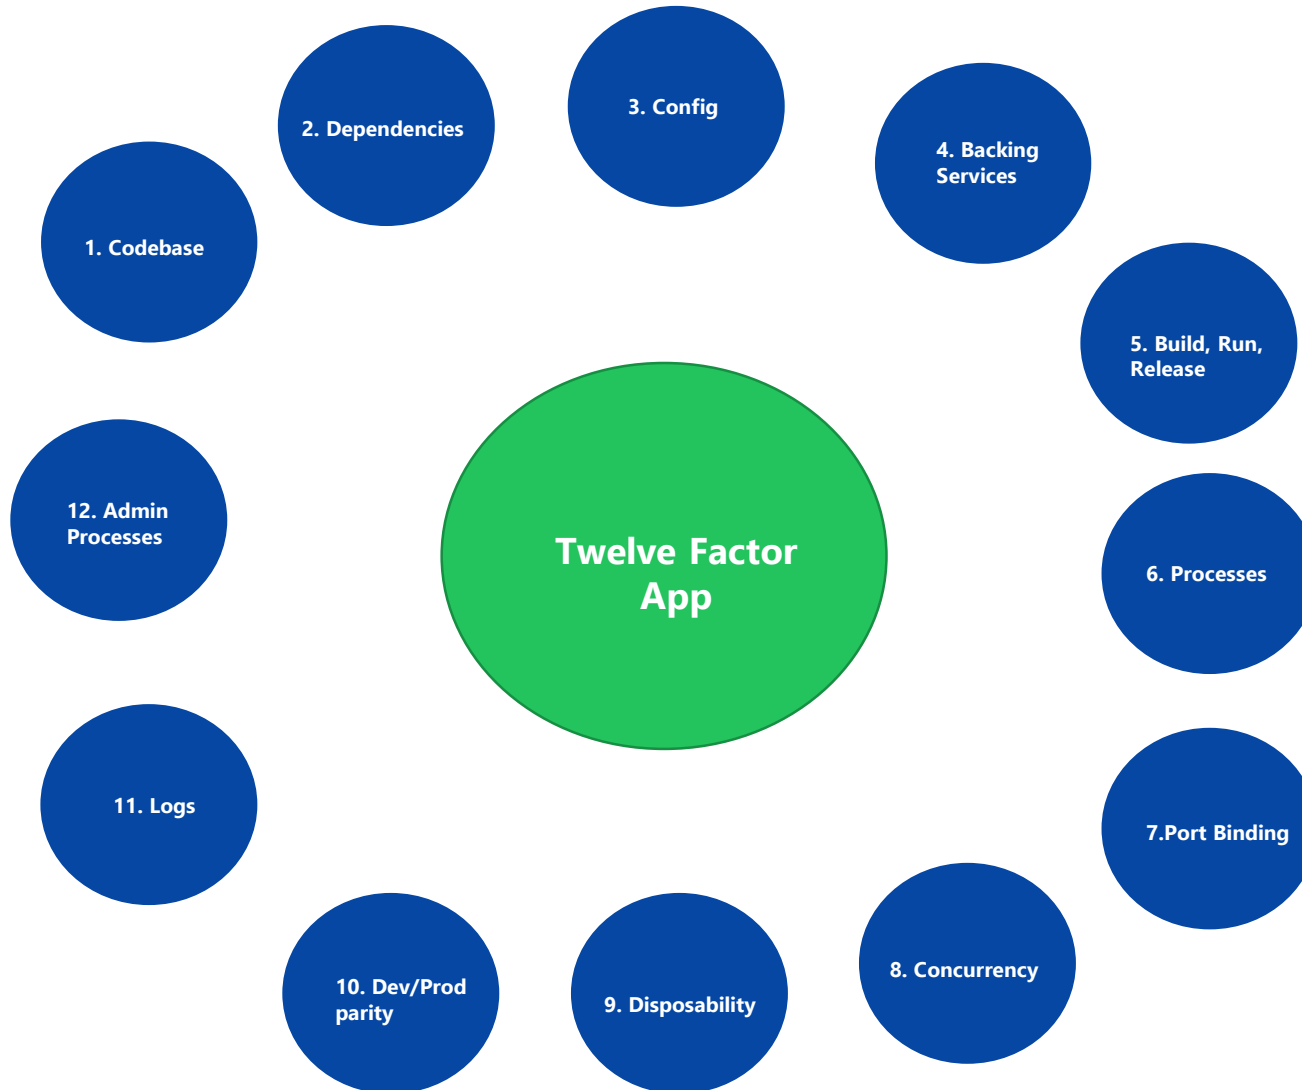 1. Codebase
2. Dependencies
3. Config
4. Backing
Services
5. Build, Run,
Release
6. Processes
7.Port Binding
8. Concurrency
9. Disposability
10. Dev/Prod
parity
11. Logs
12. Admin
Processes
Twelve Factor
App